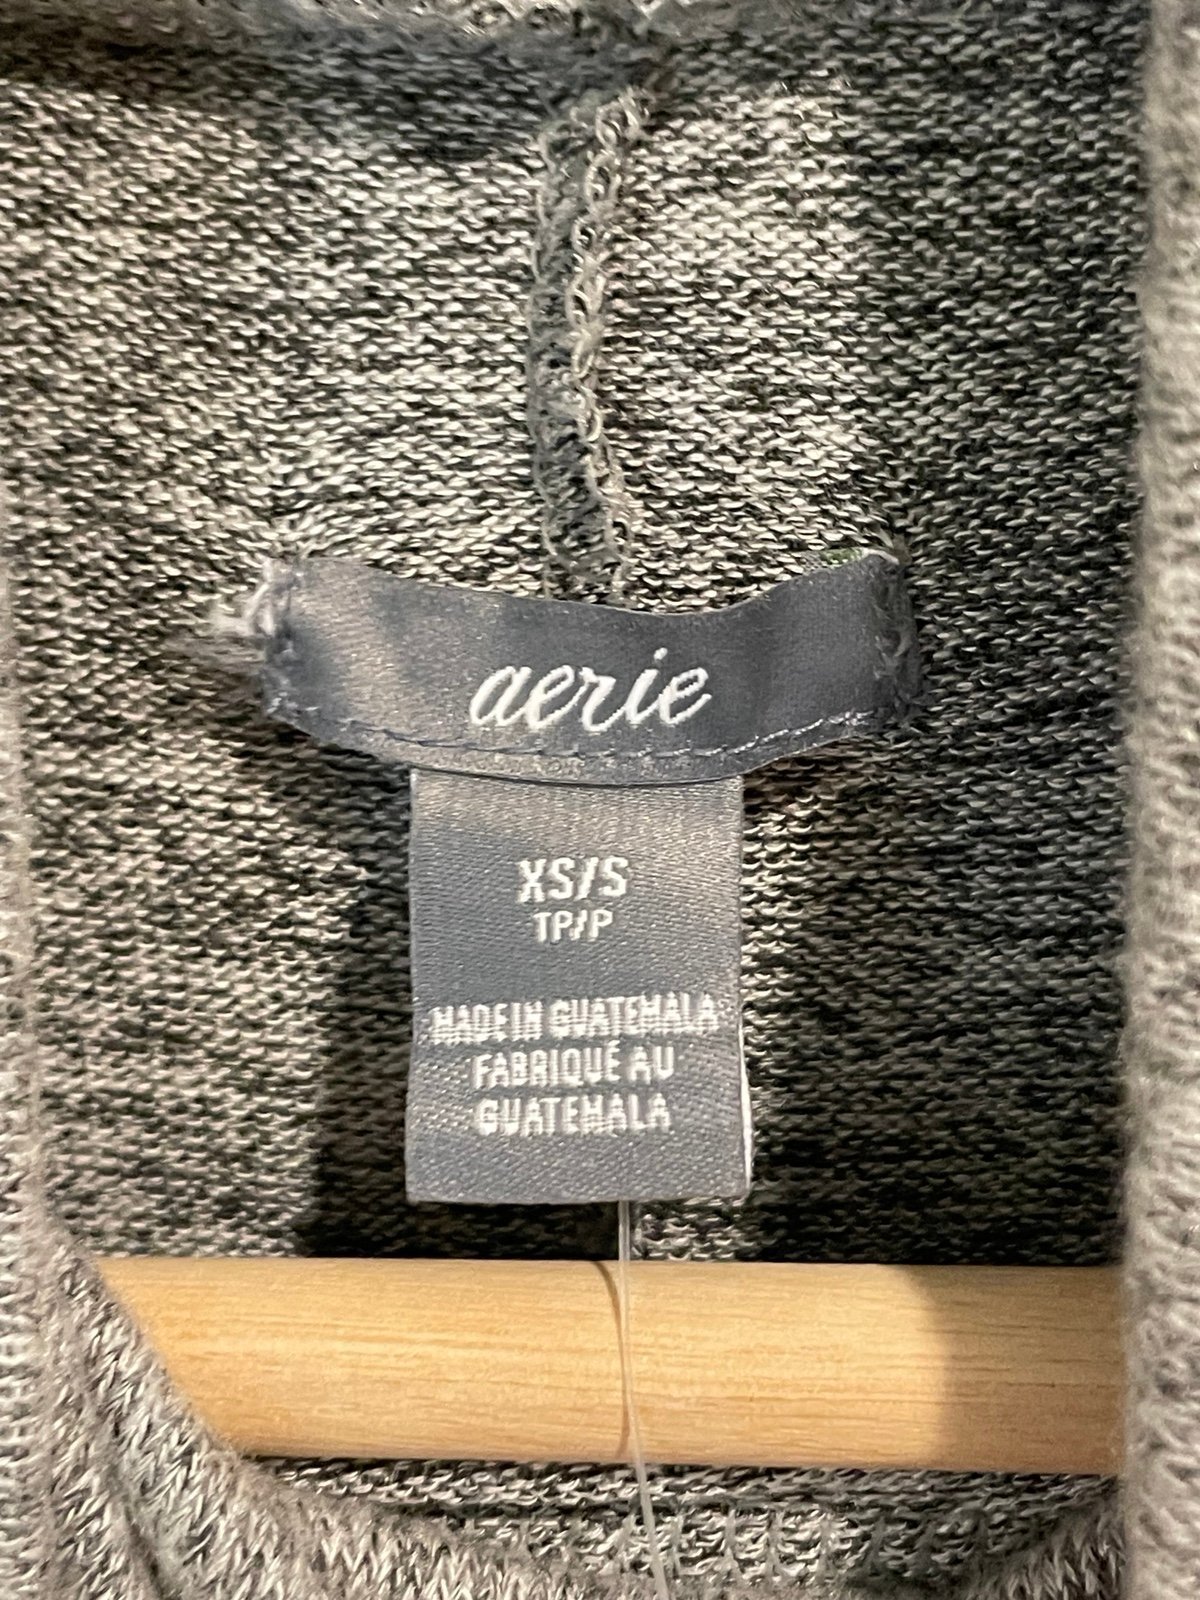 aerie
XS/S
TP/P
MADE IN GUATEMALA
FABRIQUÉ AU
GUATEMALA